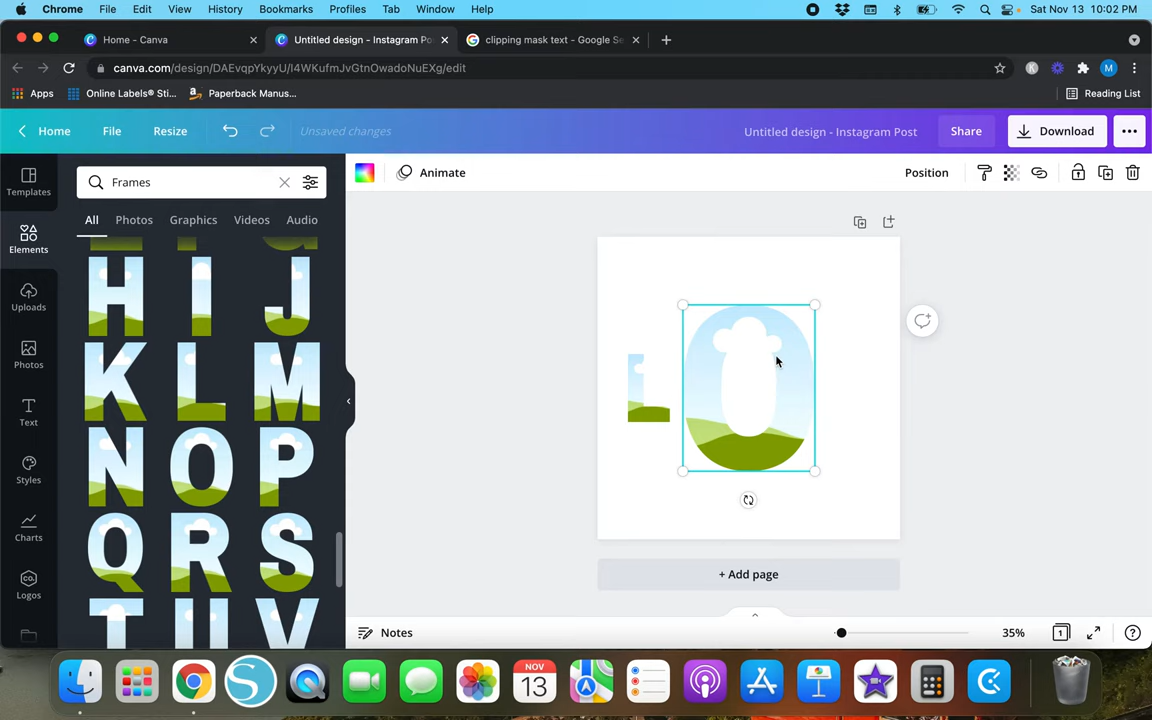 Chrome File Edit View History Bookmarks Profiles Tab Window Help Sat Nov 13 10:02 PM
Home - Canva Untitled design - Instagram Po clipping mask text - Google Se
canva.com/design/DAEvqpYkyyU/I4WKufmJvGtnOwadoNuEXg/edit
Apps Online Labels® Sti... Paperback Manus... Reading List
Home File Resize Unsaved changes Untitled design - Instagram Post Share Download
Templates
Frames
Animate Position
Elements
All Photos Graphics Videos Audio
Uploads
Photos
Text
Styles
Charts
Logos
H I J
K L M
N O P
Q R S
T U V
L O
+ Add page
Notes 35% 1
NOV
13